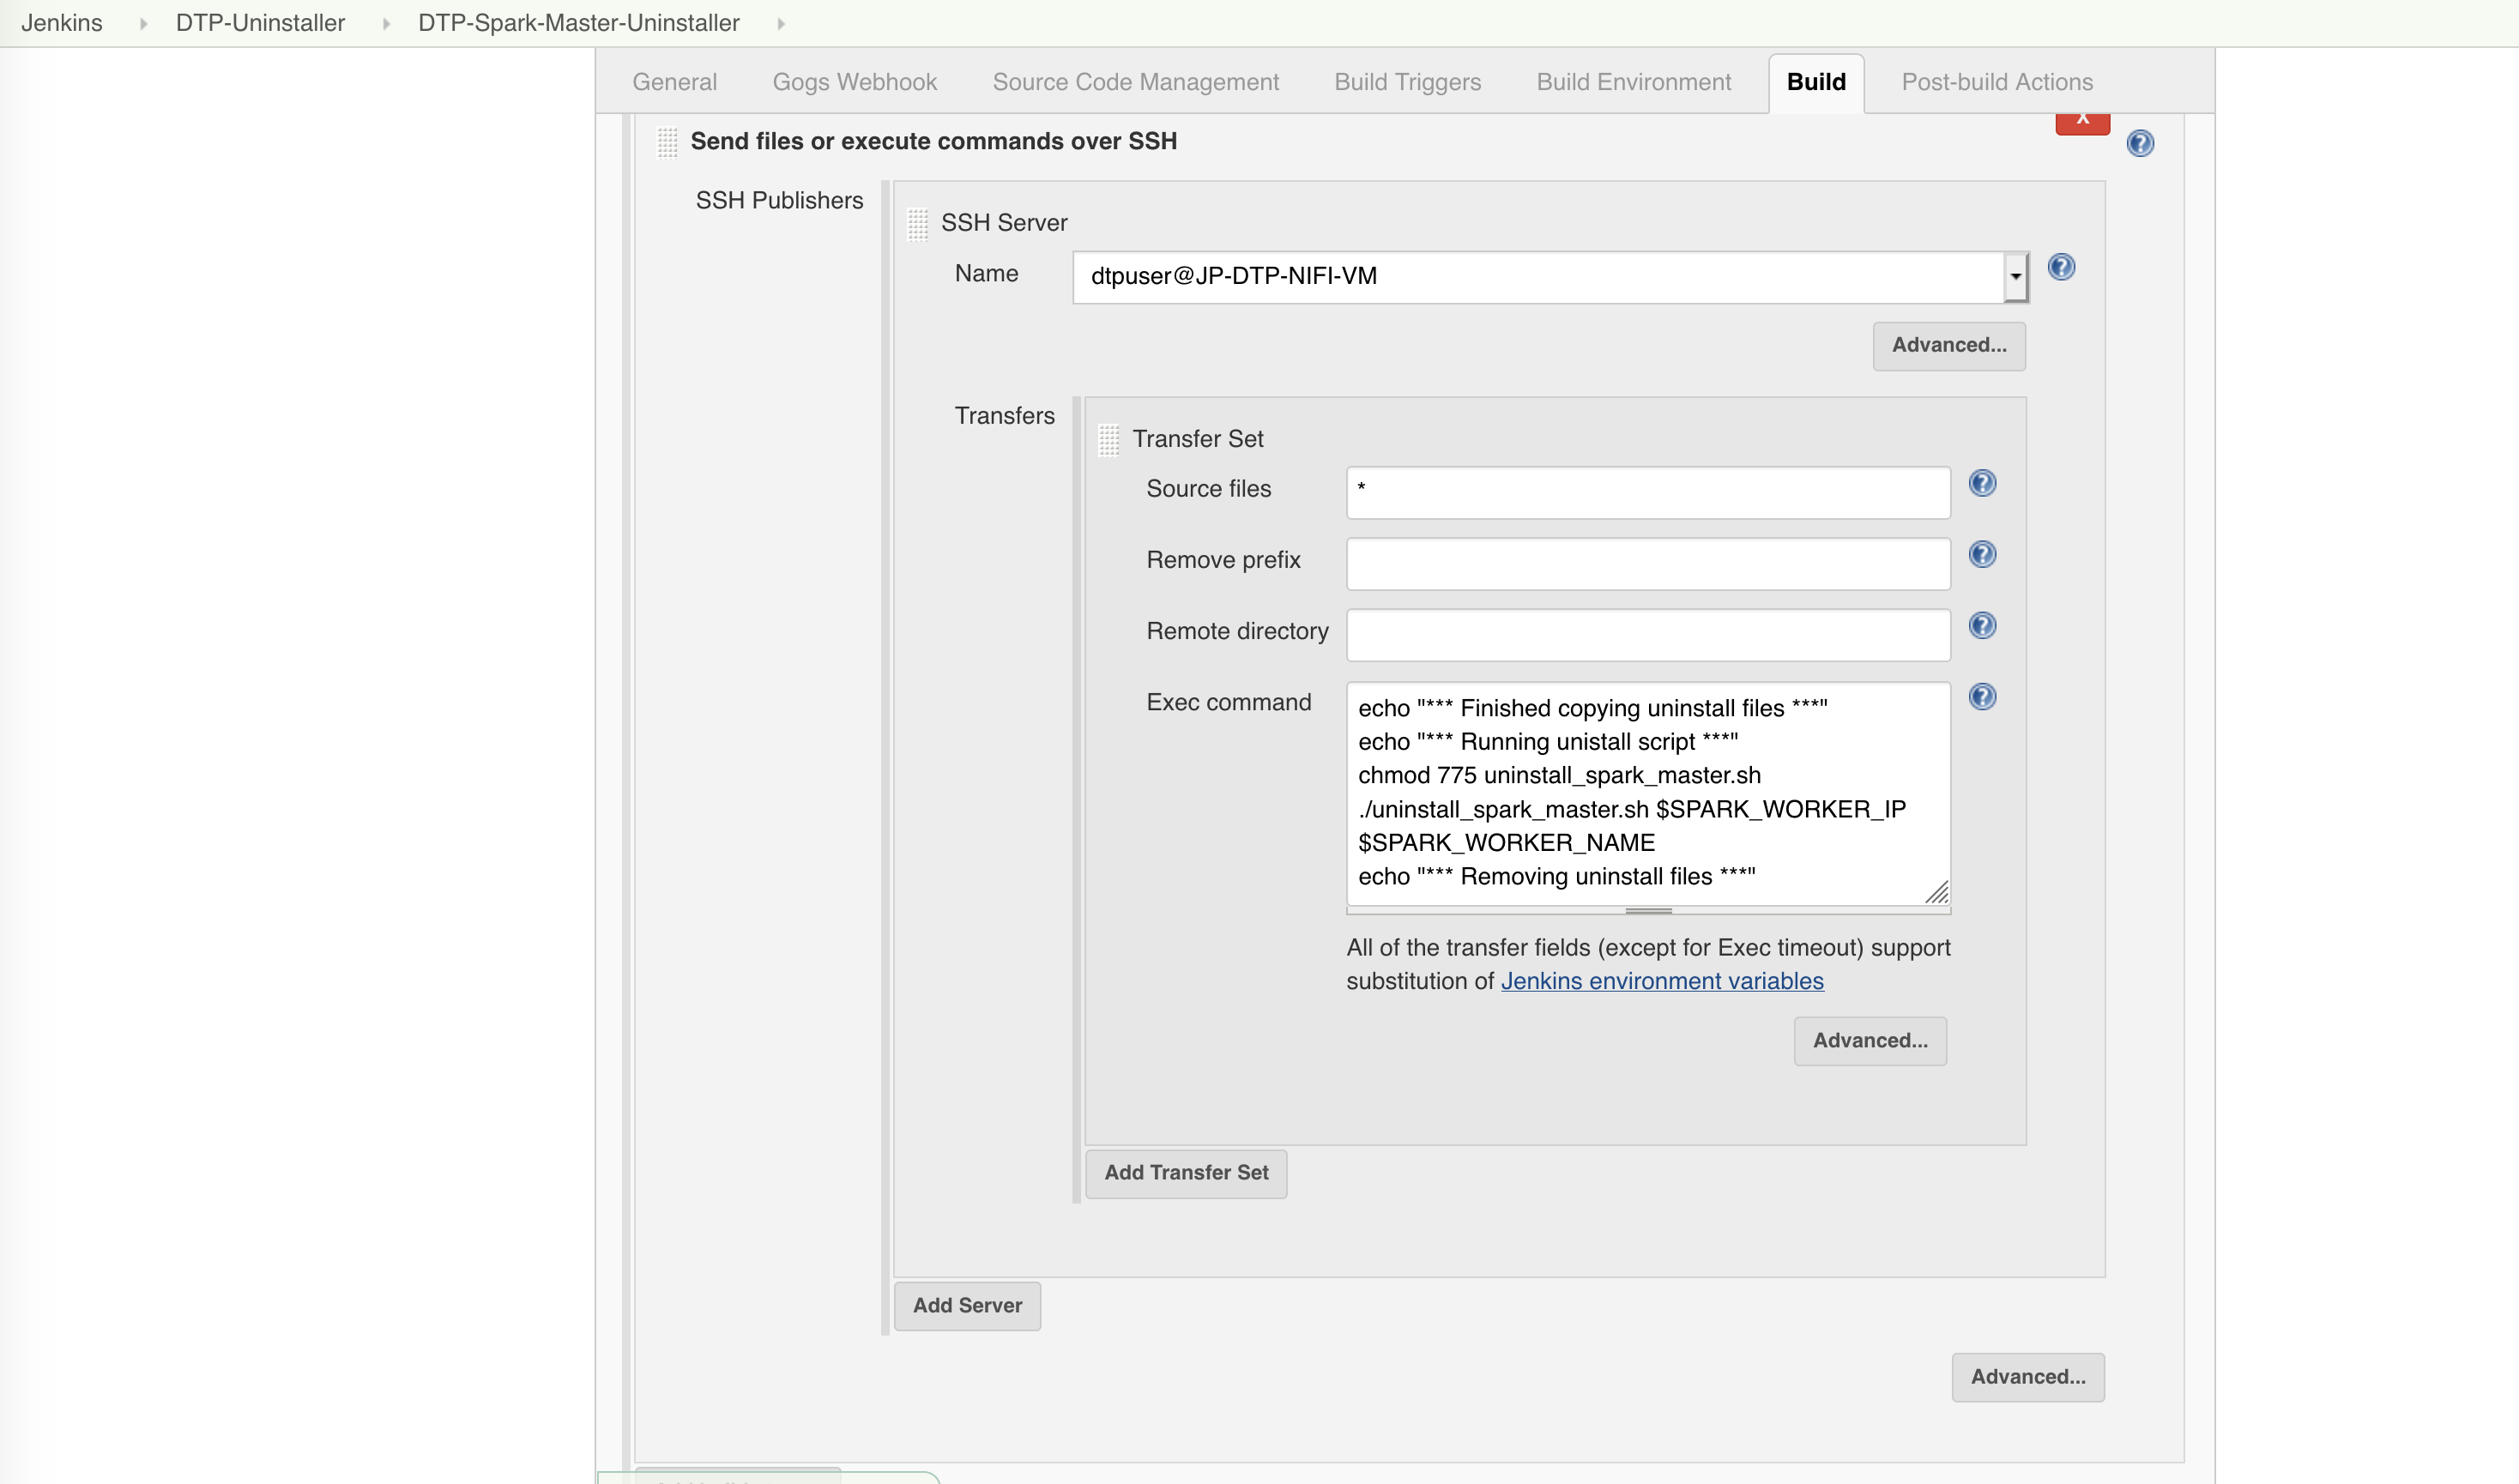 Jenkins DTP-Uninstaller DTP-Spark-Master-Uninstaller
General Gogs Webhook Source Code Management Build Triggers Build Environment Build Post-build Actions
X
Send files or execute commands over SSH
SSH Publishers
SSH Server
Name dtpuser@JP-DTP-NIFI-VM
Advanced...
Transfers
Transfer Set
Source files *
Remove prefix
Remote directory
Exec command
echo "*** Finished copying uninstall files ***"
echo "*** Running unistall script ***"
chmod 775 uninstall_spark_master.sh
./uninstall_spark_master.sh $SPARK_WORKER_IP
$SPARK_WORKER_NAME
echo "*** Removing uninstall files ***"
All of the transfer fields (except for Exec timeout) support
substitution of Jenkins environment variables
Advanced...
Add Transfer Set
Add Server
Advanced...